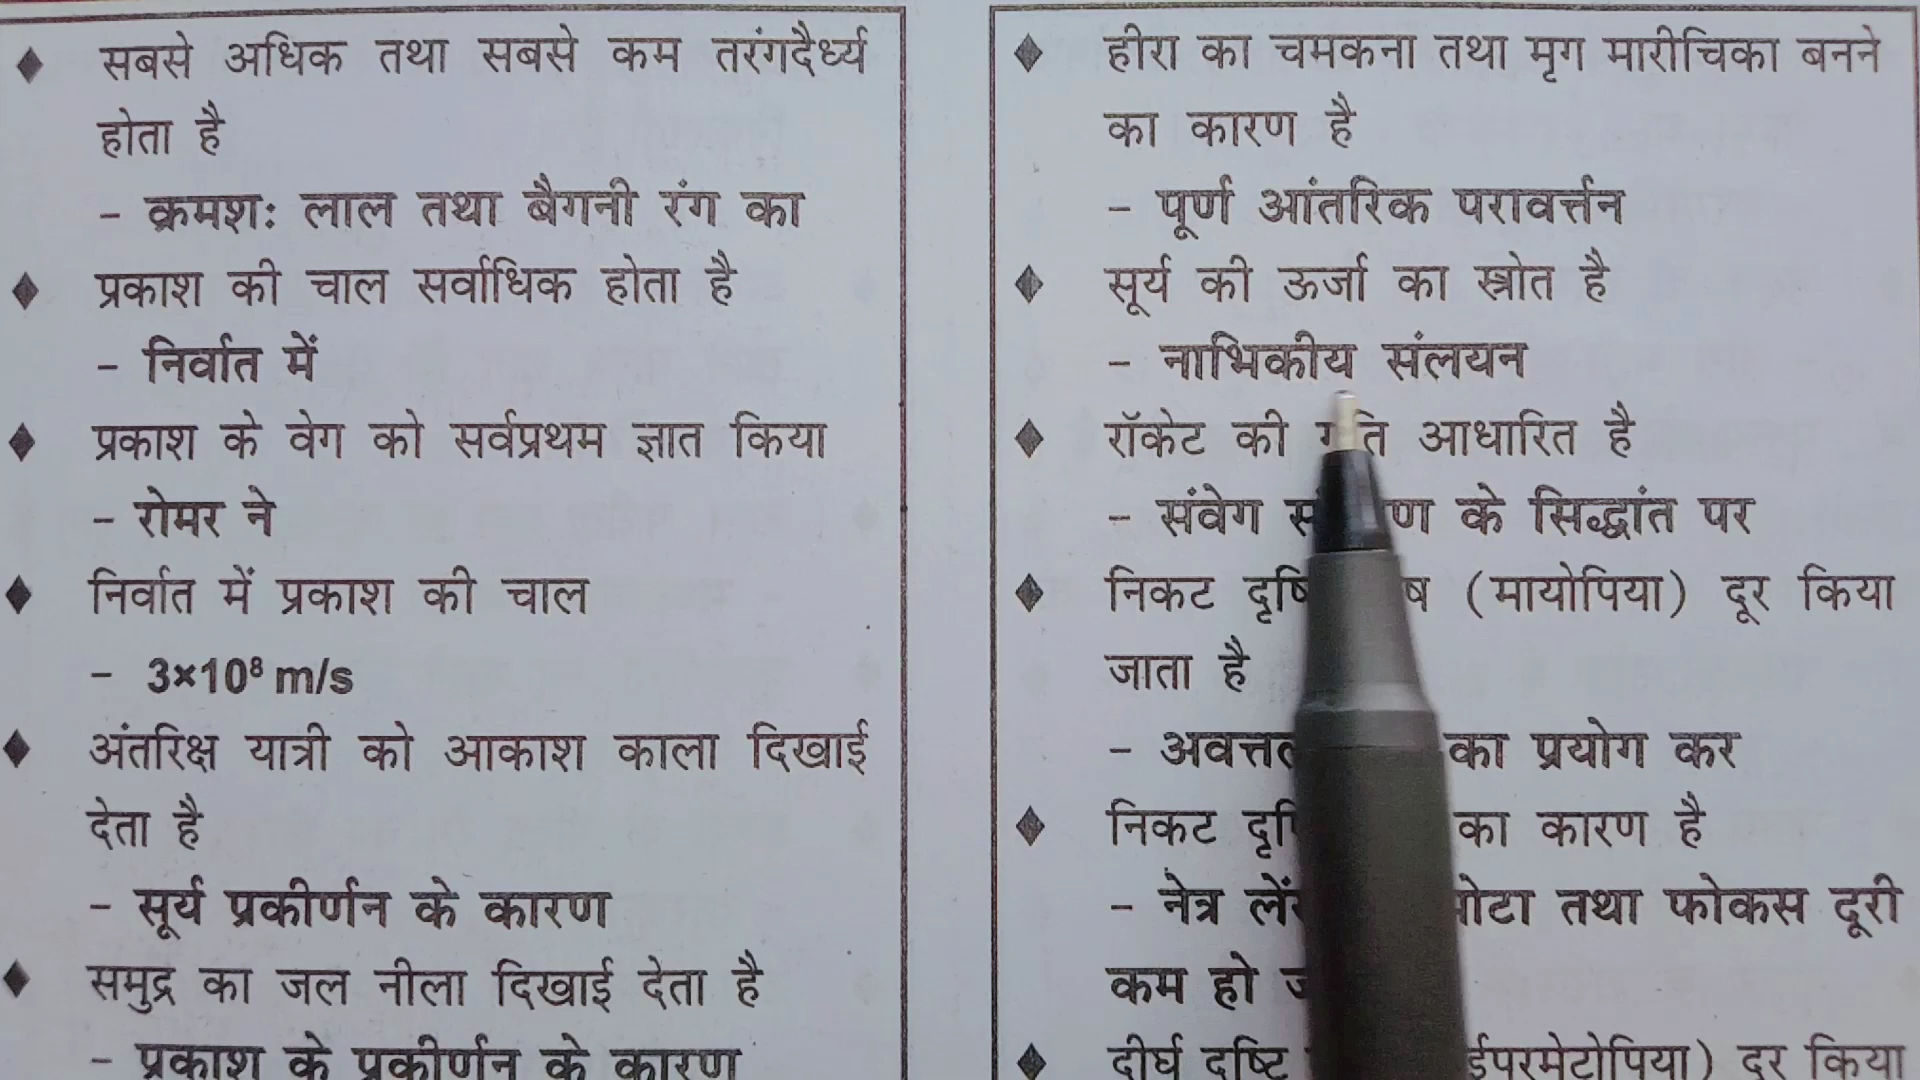 सबसे अधिक तथा सबसे कम तरंगदैर्ध्य
होता है
- क्रमशः लाल तथा बैगनी रंग का
प्रकाश की चाल सर्वाधिक होता है
- निर्वात में
प्रकाश के वेग को सर्वप्रथम ज्ञात किया
- रोमर ने
निर्वात में प्रकाश की चाल
- 3×10⁸ m/s
अंतरिक्ष यात्री को आकाश काला दिखाई
देता है
- सूर्य प्रकीर्णन के कारण
समुद्र का जल नीला दिखाई देता है
- प्रकाश के प्रकीर्णन के कारण
हीरा का चमकना तथा मृग मारीचिका बनने
का कारण है
- पूर्ण आंतरिक परावर्त्तन
सूर्य की ऊर्जा का स्त्रोत है
- नाभिकीय संलयन
रॉकेट की आधारित है
- संवेग के सिद्धांत पर
निकट (मायोपिया) दूर किया
जाता है
- का प्रयोग कर
निकट का कारण है
- नेत्र तथा फोकस दूरी
कम हो
दीर्घ दृष्टि दूर किया